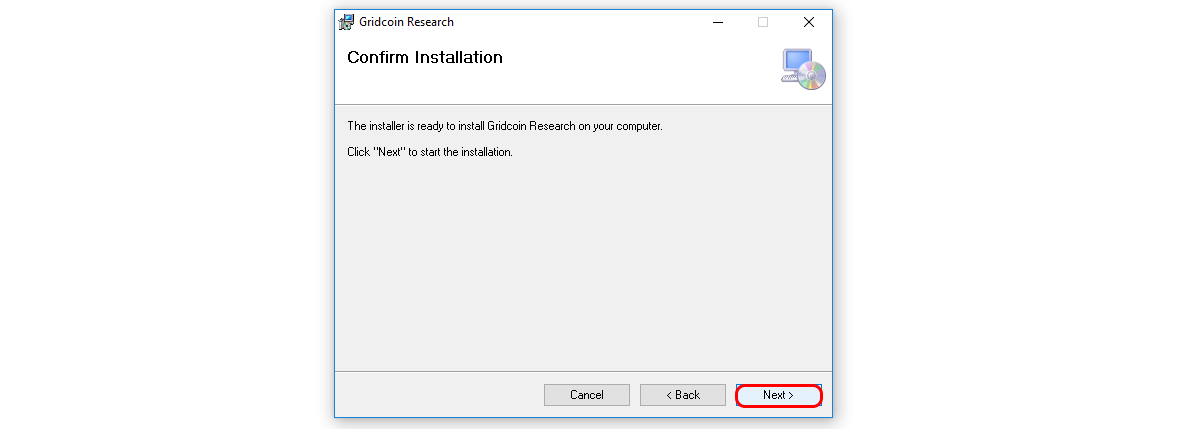 Gridcoin Research
Confirm Installation
The installer is ready to install Gridcoin Research on your computer.
Click "Next" to start the installation.
Cancel
< Back
Next >